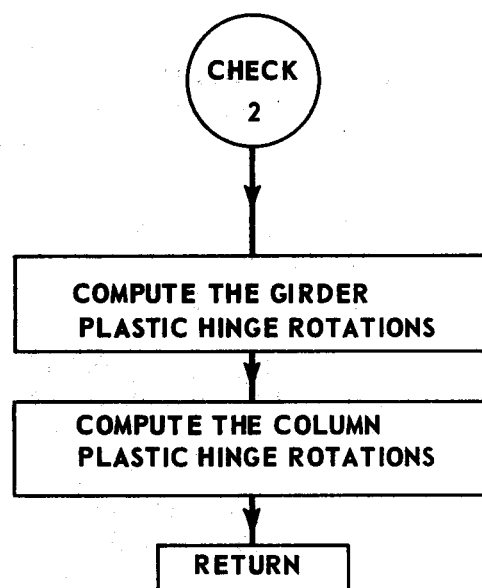 CHECK
2
COMPUTE THE GIRDER
PLASTIC HINGE ROTATIONS
COMPUTE THE COLUMN
PLASTIC HINGE ROTATIONS
RETURN